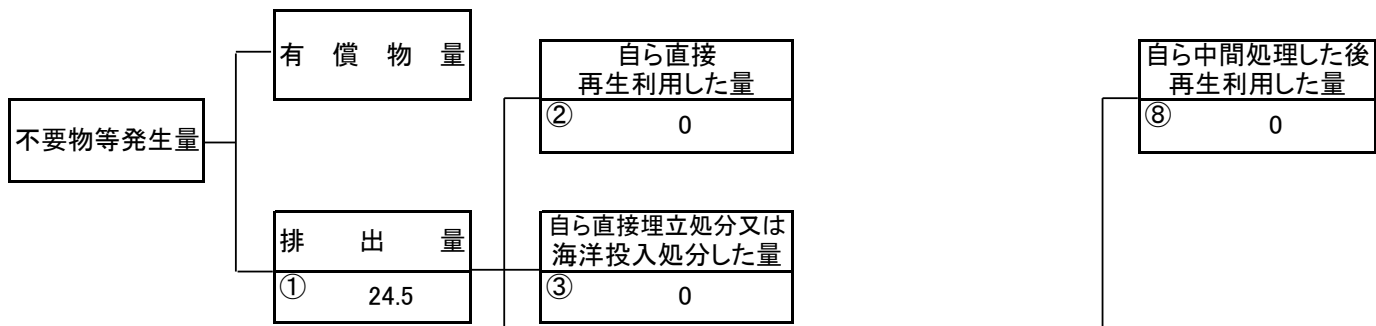 有償物量
自ら直接
再生利用した量
② 0
自ら中間処理した後
再生利用した量
⑧ 0
不要物等発生量
排出量
① 24.5
自ら直接埋立処分又は
海洋投入処分した量
③ 0